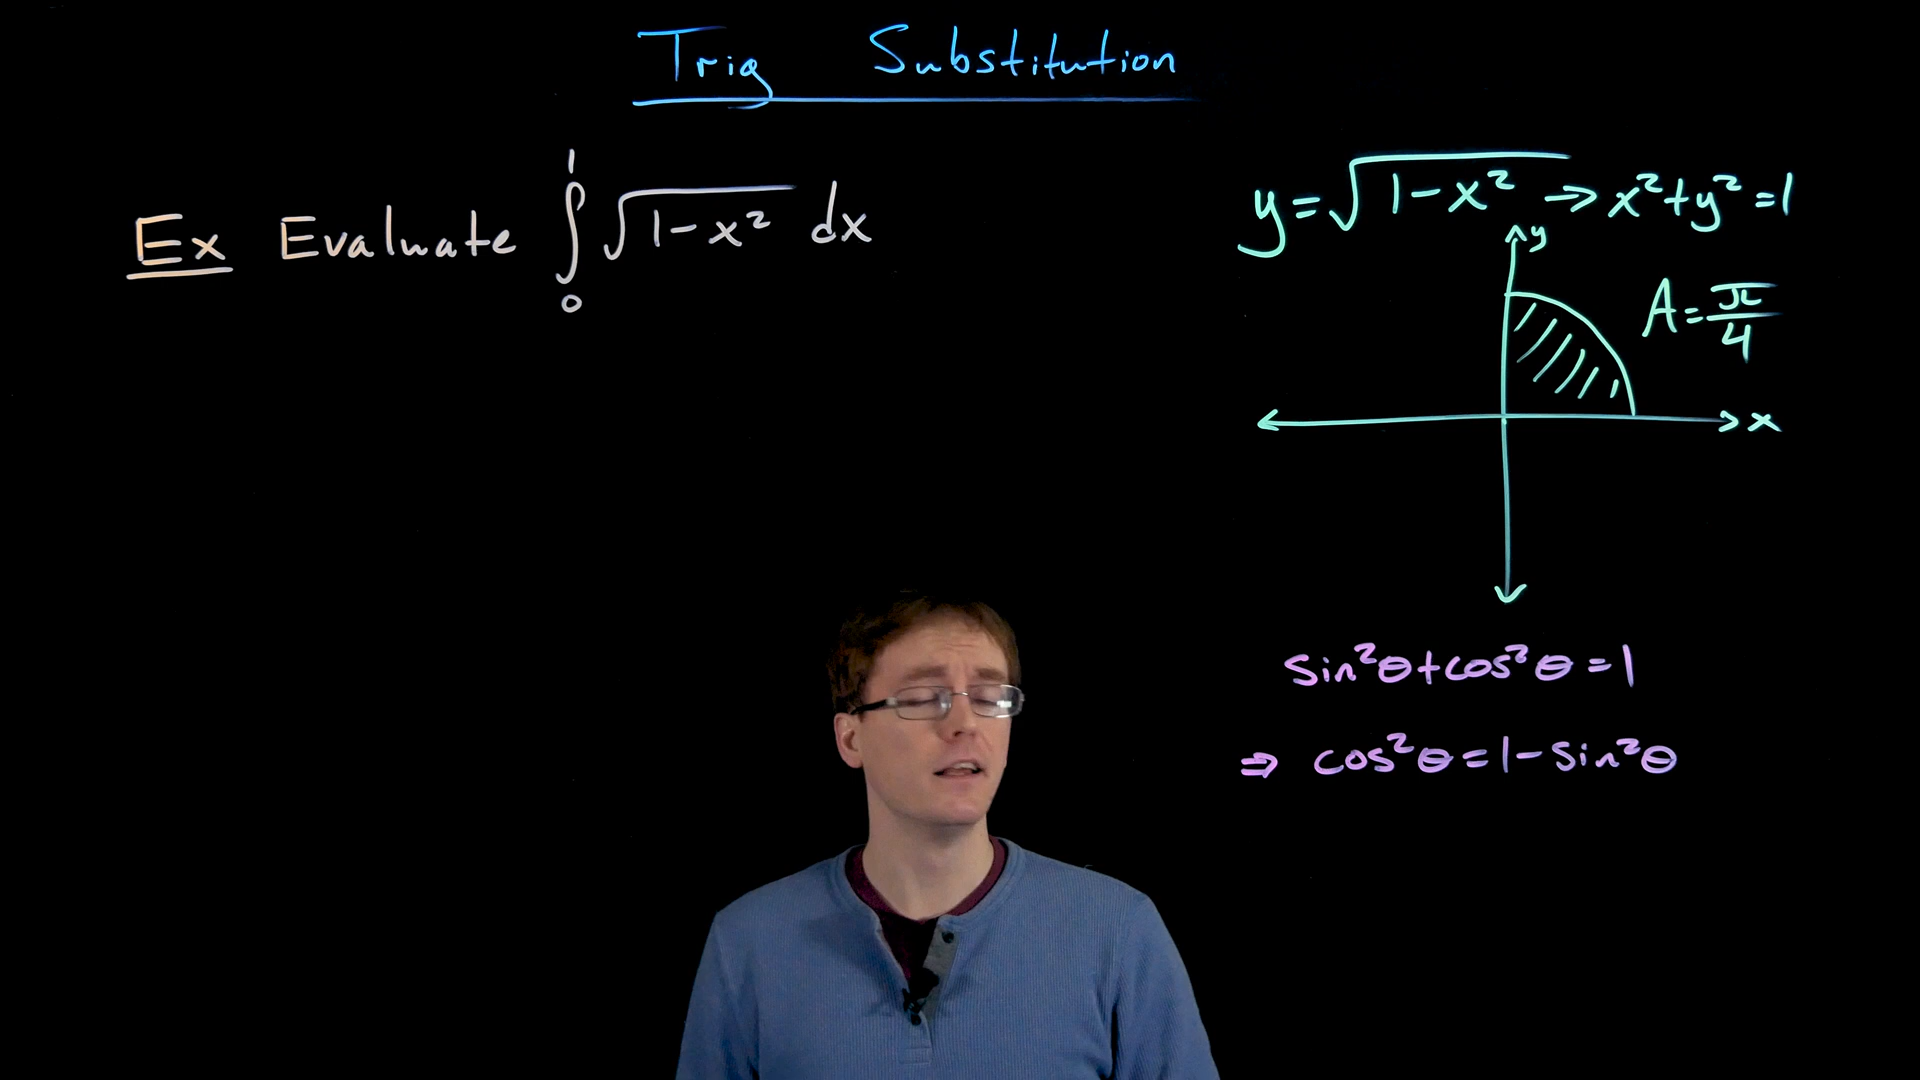 Trig Substitution
Ex Evaluate ∫₀¹ √(1-x²) dx
y=√(1-x²) → x²+y²=1
y
A=π/4
x
sin²θ+cos²θ=1
⇒ cos²θ=1-sin²θ